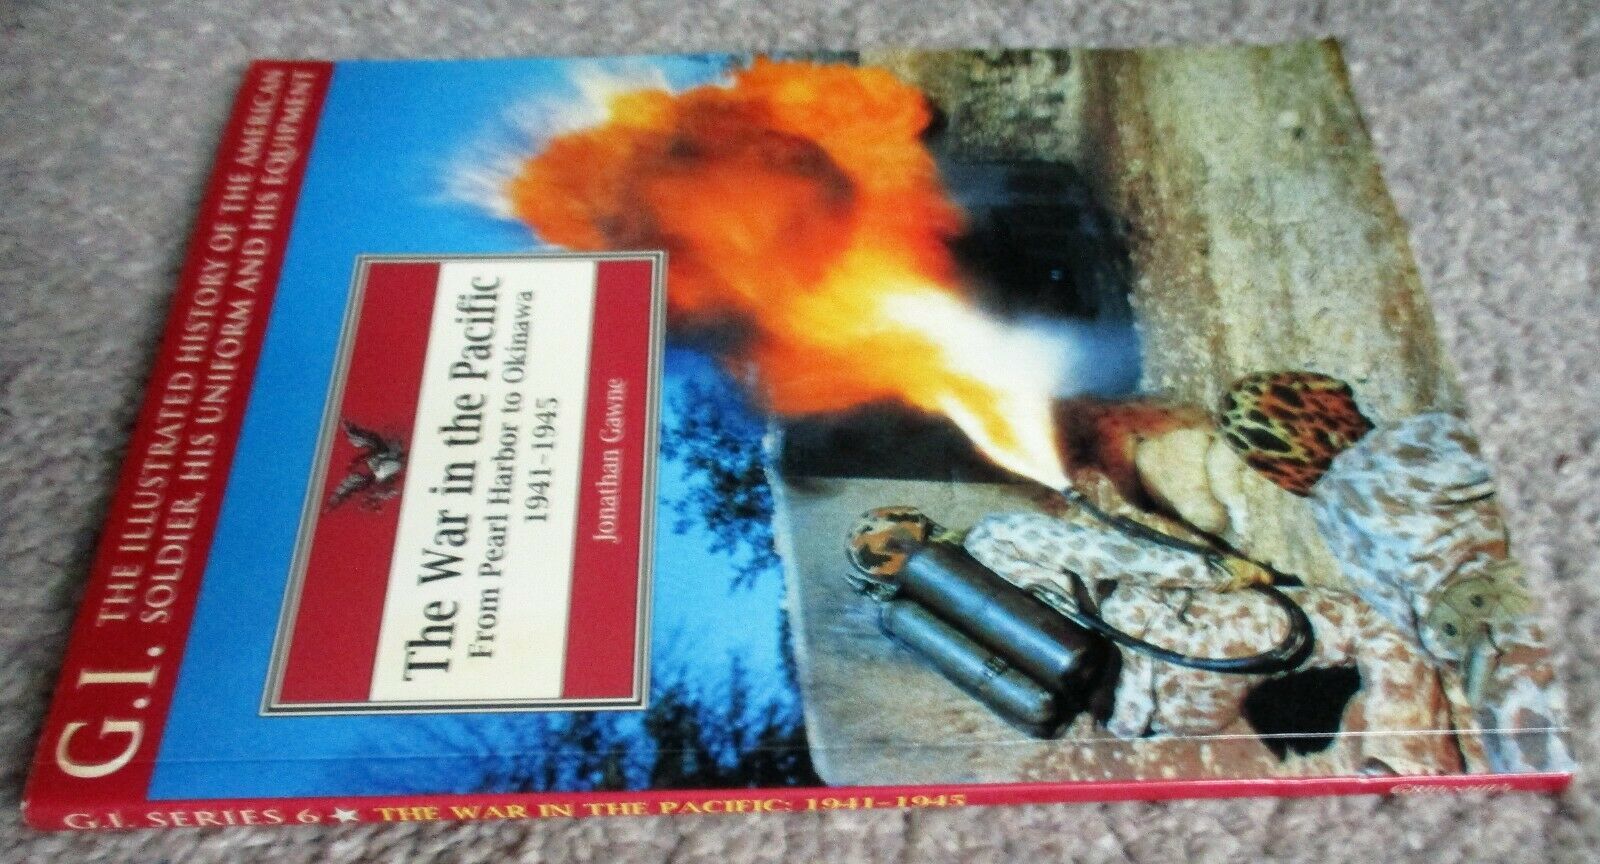 G.I.
THE ILLUSTRATED HISTORY OF THE AMERICAN
SOLDIER, HIS UNIFORM AND HIS EQUIPMENT
The War in the Pacific
From Pearl Harbor to Okinawa
1941-1945
Jonathan Gawne
G.I. SERIES 6 ★ THE WAR IN THE PACIFIC: 1941-1945
GREENHILL